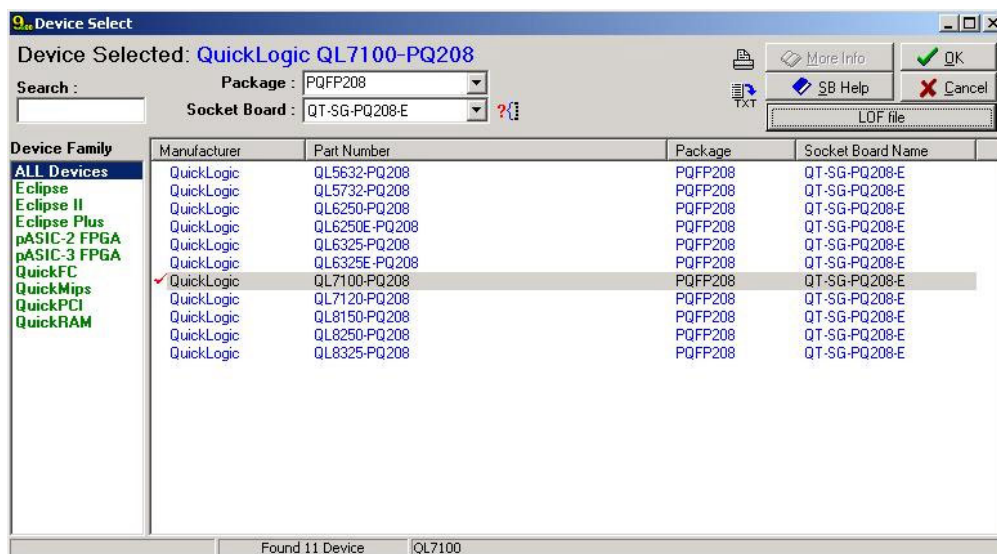 Device Select
Device Selected: QuickLogic QL7100-PQ208
Search :
Package : PQFP208
Socket Board : QT-SG-PQ208-E
?{
TXT
More Info
OK
SB Help
Cancel
LOF file
Device Family
ALL Devices
Eclipse
Eclipse II
Eclipse Plus
pASIC-2 FPGA
pASIC-3 FPGA
QuickFC
QuickMips
QuickPCI
QuickRAM
Manufacturer Part Number Package Socket Board Name
QuickLogic QL5632-PQ208 PQFP208 QT-SG-PQ208-E
QuickLogic QL5732-PQ208 PQFP208 QT-SG-PQ208-E
QuickLogic QL6250-PQ208 PQFP208 QT-SG-PQ208-E
QuickLogic QL6250E-PQ208 PQFP208 QT-SG-PQ208-E
QuickLogic QL6325-PQ208 PQFP208 QT-SG-PQ208-E
QuickLogic QL6325E-PQ208 PQFP208 QT-SG-PQ208-E
QuickLogic QL7100-PQ208 PQFP208 QT-SG-PQ208-E
QuickLogic QL7120-PQ208 PQFP208 QT-SG-PQ208-E
QuickLogic QL8150-PQ208 PQFP208 QT-SG-PQ208-E
QuickLogic QL8250-PQ208 PQFP208 QT-SG-PQ208-E
QuickLogic QL8325-PQ208 PQFP208 QT-SG-PQ208-E
Found 11 Device QL7100